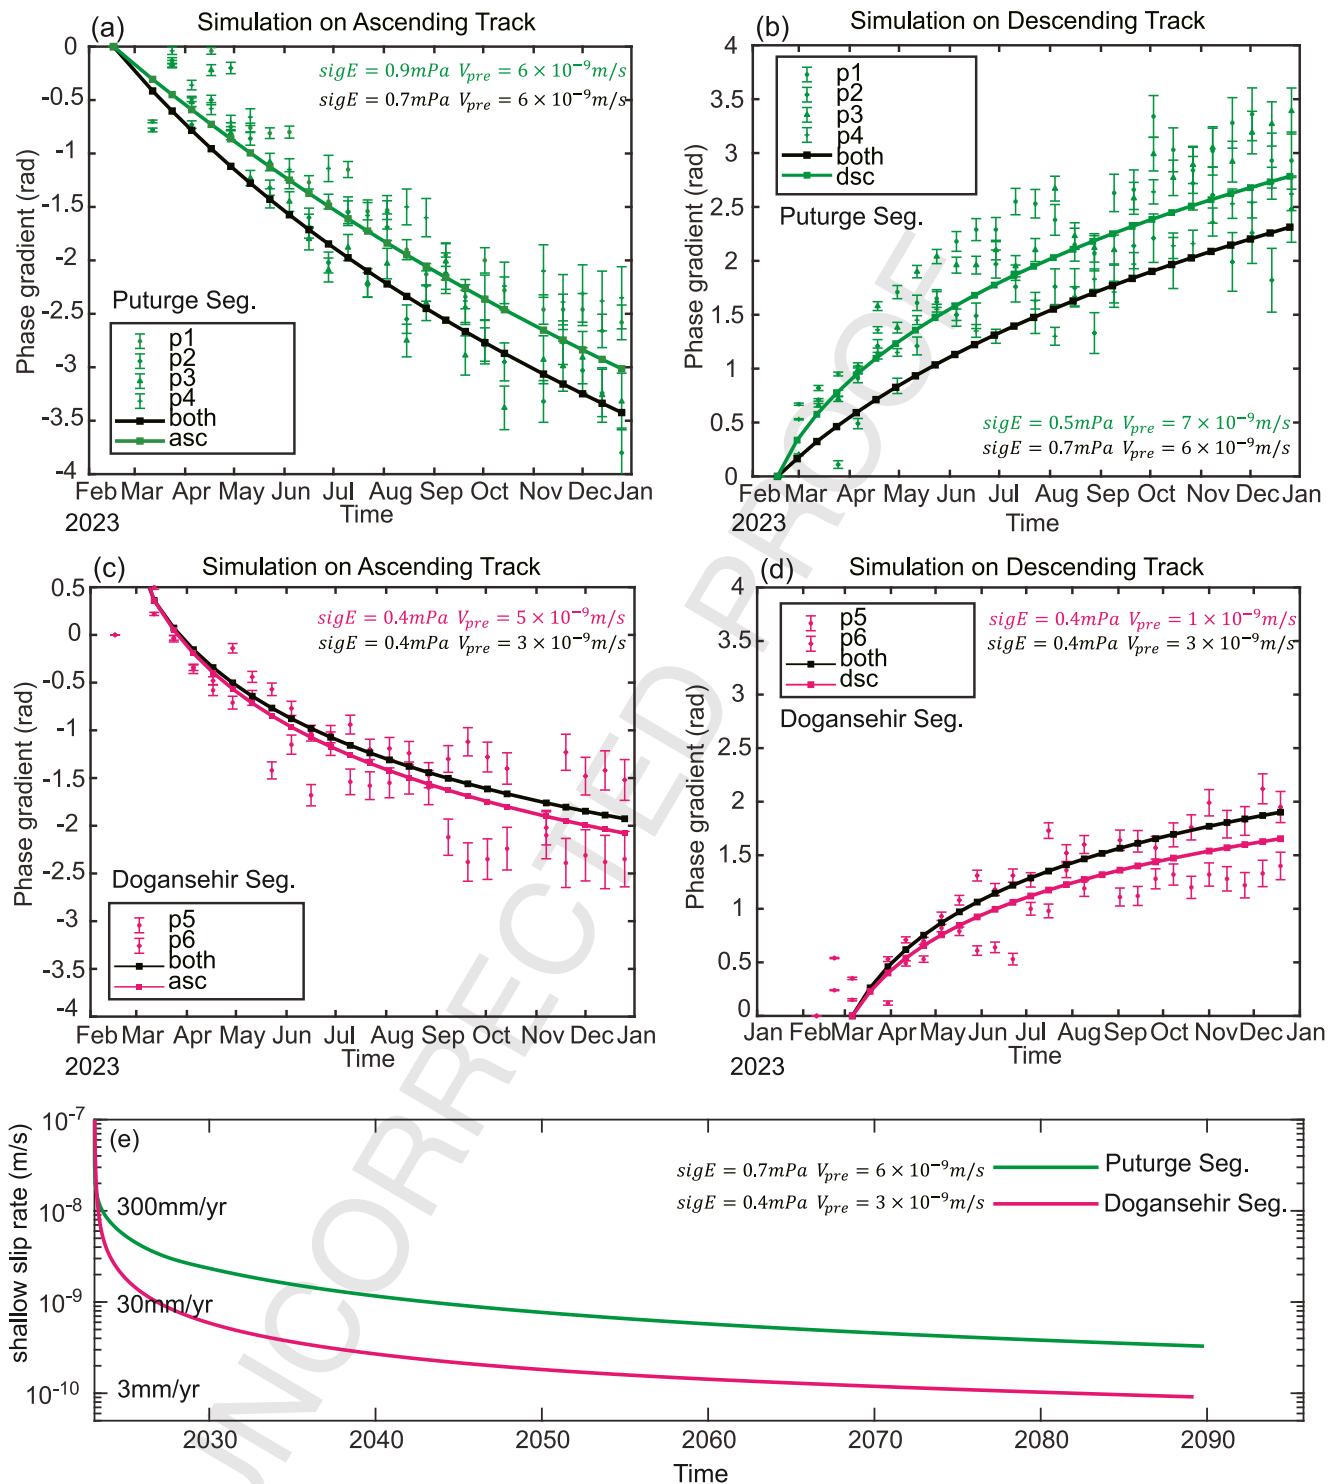 (a) Simulation on Ascending Track
sigE = 0.9mPa V_pre = 6 × 10⁻⁹m/s
sigE = 0.7mPa V_pre = 6 × 10⁻⁹m/s
Phase gradient (rad)
0
-0.5
-1
-1.5
-2
-2.5
-3
-3.5
-4
Puturge Seg.
p1
p2
p3
p4
both
asc
Feb Mar Apr May Jun Jul Aug Sep Oct Nov Dec Jan
2023
Time
(b) Simulation on Descending Track
Phase gradient (rad)
4
3.5
3
2.5
2
1.5
1
0.5
0
p1
p2
p3
p4
both
dsc
Puturge Seg.
sigE = 0.5mPa V_pre = 7 × 10⁻⁹m/s
sigE = 0.7mPa V_pre = 6 × 10⁻⁹m/s
Feb Mar Apr May Jun Jul Aug Sep Oct Nov Dec Jan
2023
Time
(c) Simulation on Ascending Track
sigE = 0.4mPa V_pre = 5 × 10⁻⁹m/s
sigE = 0.4mPa V_pre = 3 × 10⁻⁹m/s
Phase gradient (rad)
0.5
0
-0.5
-1
-1.5
-2
-2.5
-3
-3.5
-4
Dogansehir Seg.
p5
p6
both
asc
Feb Mar Apr May Jun Jul Aug Sep Oct Nov Dec Jan
2023
Time
(d) Simulation on Descending Track
Phase gradient (rad)
4
3.5
3
2.5
2
1.5
1
0.5
0
p5
p6
both
dsc
Dogansehir Seg.
sigE = 0.4mPa V_pre = 1 × 10⁻⁹m/s
sigE = 0.4mPa V_pre = 3 × 10⁻⁹m/s
Jan Feb Mar Apr May Jun Jul Aug Sep Oct Nov Dec Jan
2023
Time
(e)
shallow slip rate (m/s)
10⁻⁷
10⁻⁸
10⁻⁹
10⁻¹⁰
300mm/yr
30mm/yr
3mm/yr
sigE = 0.7mPa V_pre = 6 × 10⁻⁹m/s Puturge Seg.
sigE = 0.4mPa V_pre = 3 × 10⁻⁹m/s Dogansehir Seg.
2030 2040 2050 2060 2070 2080 2090
Time
UNCORRECTED PROOF